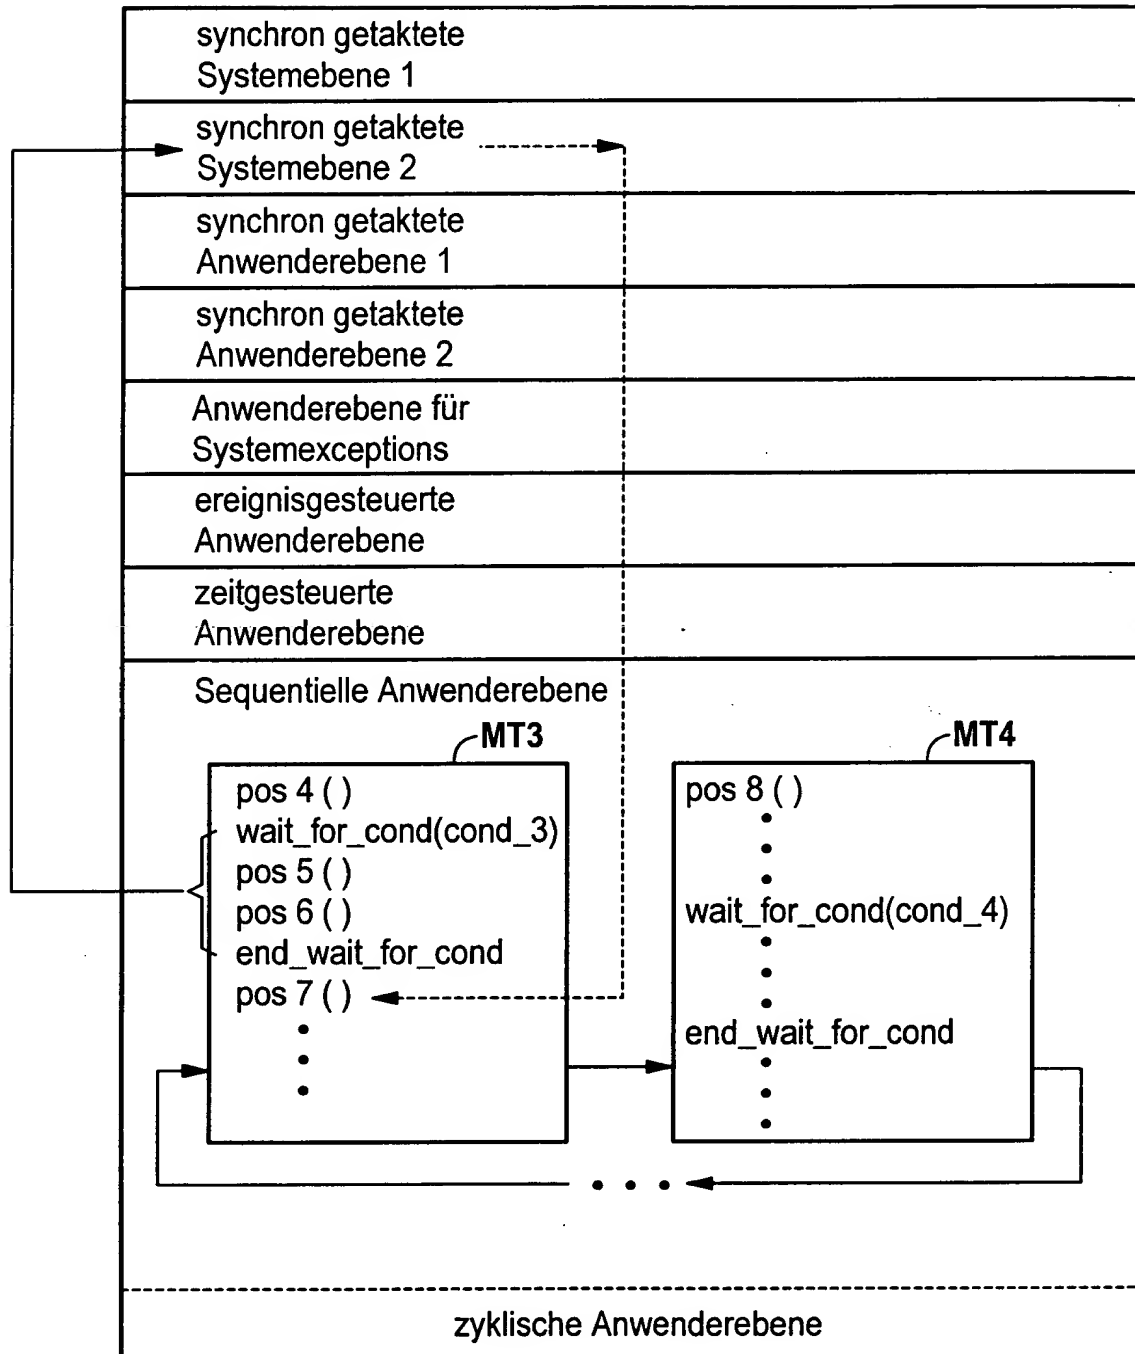 synchron getaktete
Systemebene 1
synchron getaktete
Systemebene 2
synchron getaktete
Anwenderebene 1
synchron getaktete
Anwenderebene 2
Anwenderebene für
Systemexceptions
ereignisgesteuerte
Anwenderebene
zeitgesteuerte
Anwenderebene
Sequentielle Anwenderebene
MT3
pos 4 ( )
wait_for_cond(cond_3)
pos 5 ( )
pos 6 ( )
end_wait_for_cond
pos 7 ( )
MT4
pos 8 ( )
wait_for_cond(cond_4)
end_wait_for_cond
zyklische Anwenderebene